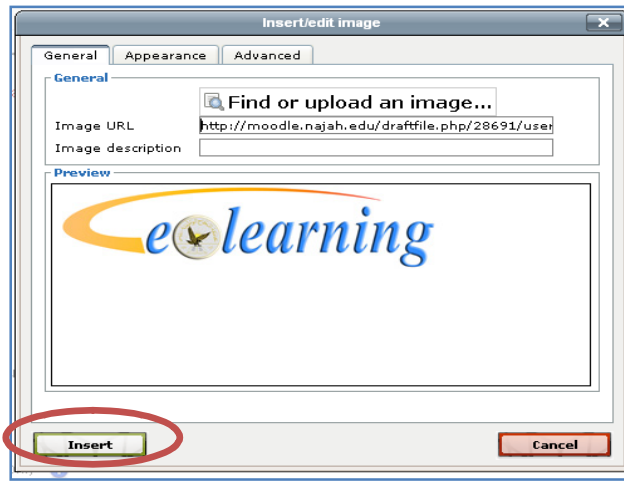 Insert/edit image
General Appearance Advanced
General
Find or upload an image...
Image URL http://moodle.najah.edu/draftfile.php/28691/user
Image description
Preview
e learning
Insert Cancel